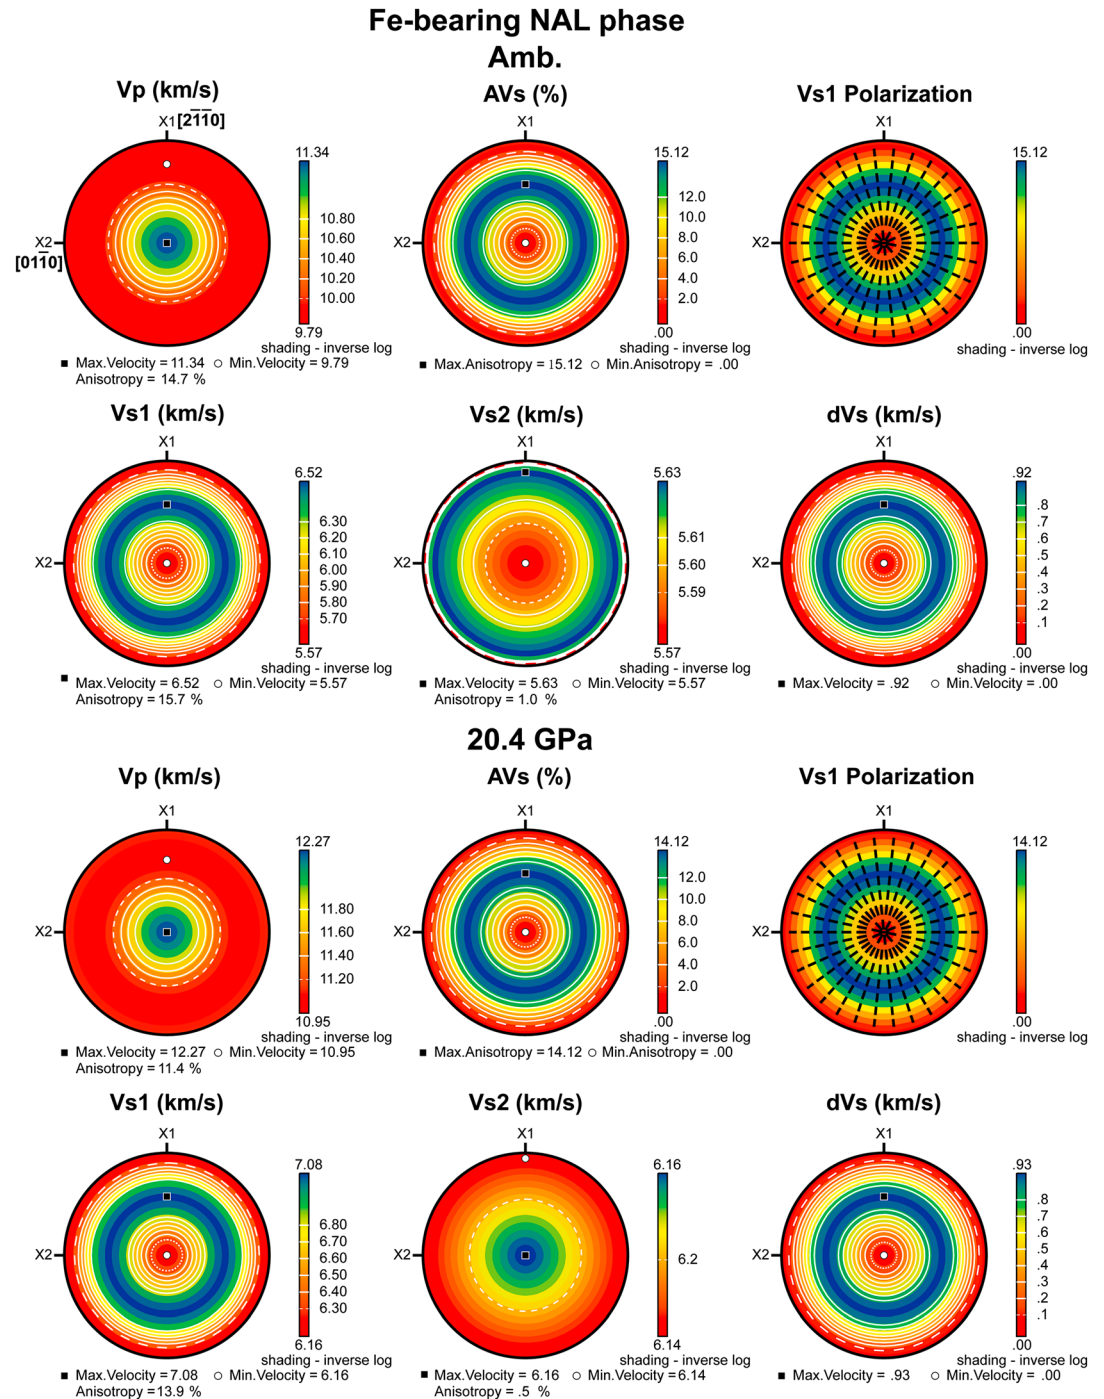 Fe-bearing NAL phase
Amb.
Vp (km/s)
AVs (%)
Vs1 Polarization
X1 [21̅1̅0]
X1
X1
11.34
15.12
15.12
10.80
10.60
10.40
10.20
10.00
12.0
10.0
8.0
6.0
4.0
2.0
X2
[011̅0]
X2
X2
9.79
.00
.00
shading - inverse log
shading - inverse log
shading - inverse log
Max.Velocity = 11.34 Min.Velocity = 9.79
Anisotropy = 14.7 %
Max.Anisotropy = 15.12 Min.Anisotropy = .00
Vs1 (km/s)
Vs2 (km/s)
dVs (km/s)
X1
X1
X1
6.52
5.63
.92
6.30
6.20
6.10
6.00
5.90
5.80
5.70
5.61
5.60
5.59
.8
.7
.6
.5
.4
.3
.2
.1
X2
X2
X2
5.57
5.57
.00
shading - inverse log
shading - inverse log
shading - inverse log
Max.Velocity = 6.52 Min.Velocity = 5.57
Anisotropy = 15.7 %
Max.Velocity = 5.63 Min.Velocity = 5.57
Anisotropy = 1.0 %
Max.Velocity = .92 Min.Velocity = .00
20.4 GPa
Vp (km/s)
AVs (%)
Vs1 Polarization
X1
X1
X1
12.27
14.12
14.12
11.80
11.60
11.40
11.20
12.0
10.0
8.0
6.0
4.0
2.0
X2
X2
X2
10.95
.00
.00
shading - inverse log
shading - inverse log
shading - inverse log
Max.Velocity = 12.27 Min.Velocity = 10.95
Anisotropy = 11.4 %
Max.Anisotropy = 14.12 Min.Anisotropy = .00
Vs1 (km/s)
Vs2 (km/s)
dVs (km/s)
X1
X1
X1
7.08
6.16
.93
6.80
6.70
6.60
6.50
6.40
6.30
6.2
.8
.7
.6
.5
.4
.3
.2
.1
X2
X2
X2
6.16
6.14
.00
shading - inverse log
shading - inverse log
shading - inverse log
Max.Velocity = 7.08 Min.Velocity = 6.16
Anisotropy = 13.9 %
Max.Velocity = 6.16 Min.Velocity = 6.14
Anisotropy = .5 %
Max.Velocity = .93 Min.Velocity = .00